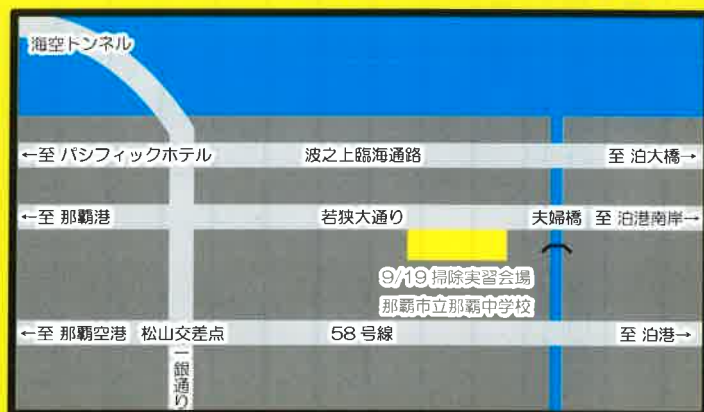 海空トンネル
←至 パシフィックホテル 波之上臨海通路 至 泊大橋→
←至 那覇港 若狭大通り 夫婦橋 至 泊港南岸→
9/19 掃除実習会場
那覇市立那覇中学校
←至 那覇空港 松山交差点 58号線 至 泊港→
一銀通り